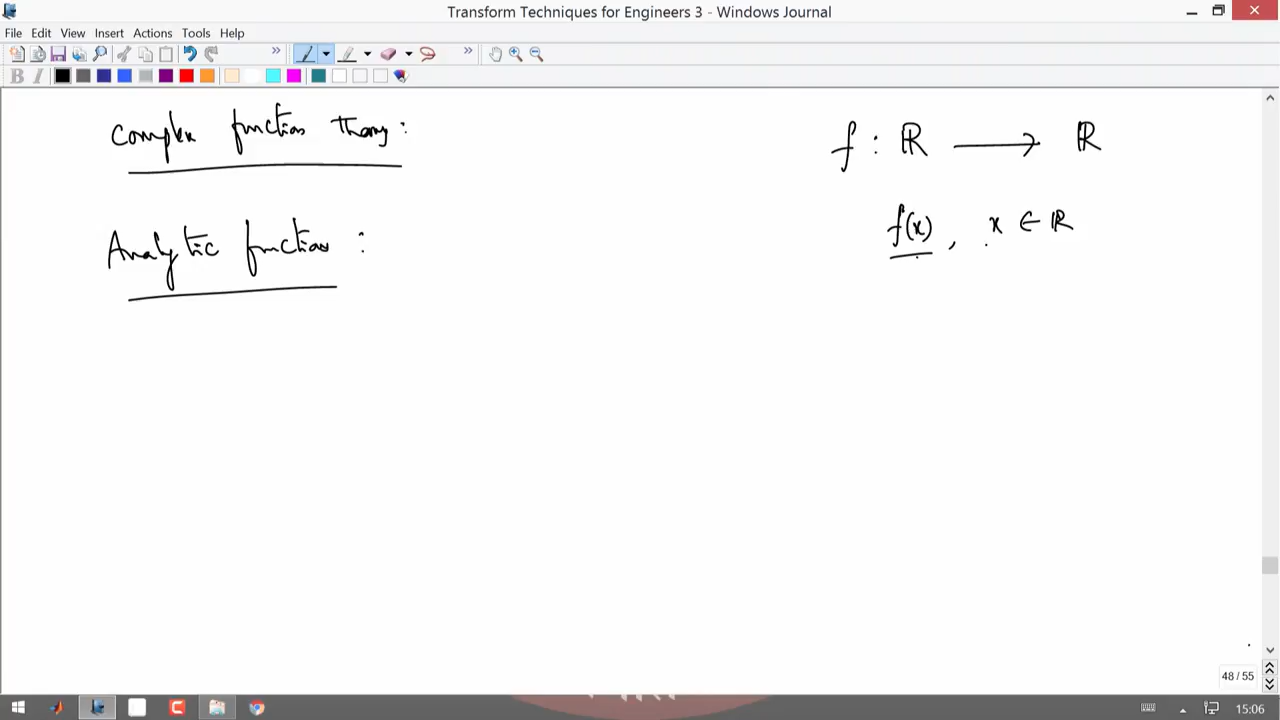 Transform Techniques for Engineers 3 - Windows Journal
File Edit View Insert Actions Tools Help
Complex function theory:
f : ℝ ⟶ ℝ
Analytic function :
f(x), x ∈ ℝ
48 / 55
15:06